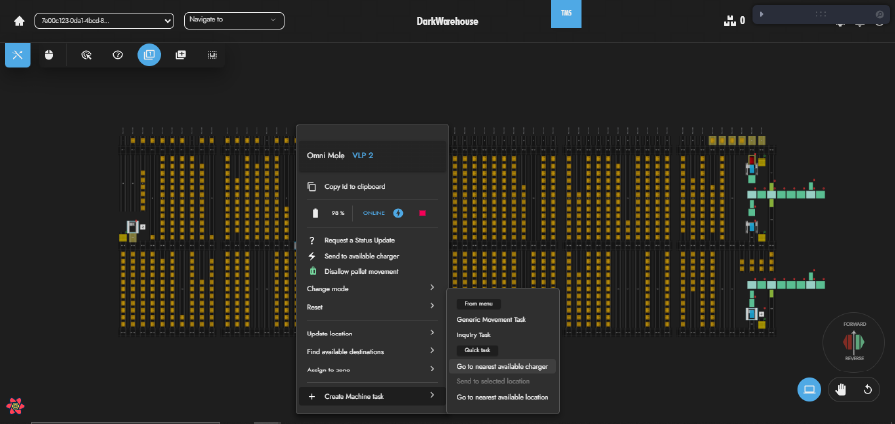 7a00c123-0da1-4bcd-8...
Navigate to
DarkWarehouse
TMS
0
Omni Mole VLP 2
Copy Id to clipboard
98 % ONLINE
Request a Status Update
Send to available charger
Disallow pallet movement
Change mode
Reset
Update location
Find available destinations
Assign to zone
Create Machine task
From menu
Generic Movement Task
Inquiry Task
Quick task
Go to nearest available charger
Send to selected location
Go to nearest available location
FORWARD
REVERSE